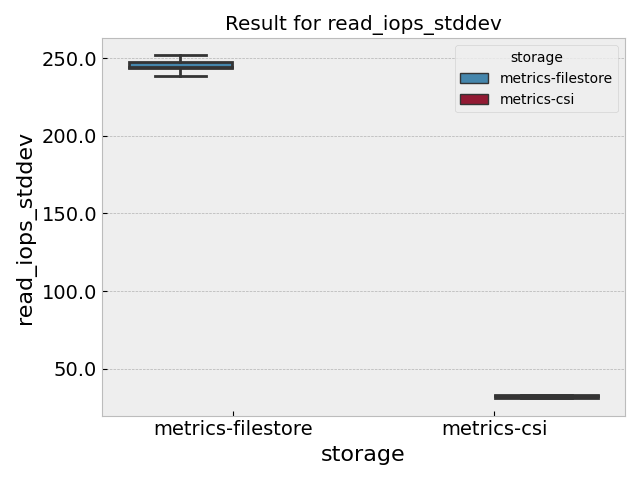 Result for read_iops_stddev
storage
metrics-filestore
metrics-csi
read_iops_stddev
250.0
200.0
150.0
100.0
50.0
metrics-filestore
metrics-csi
storage